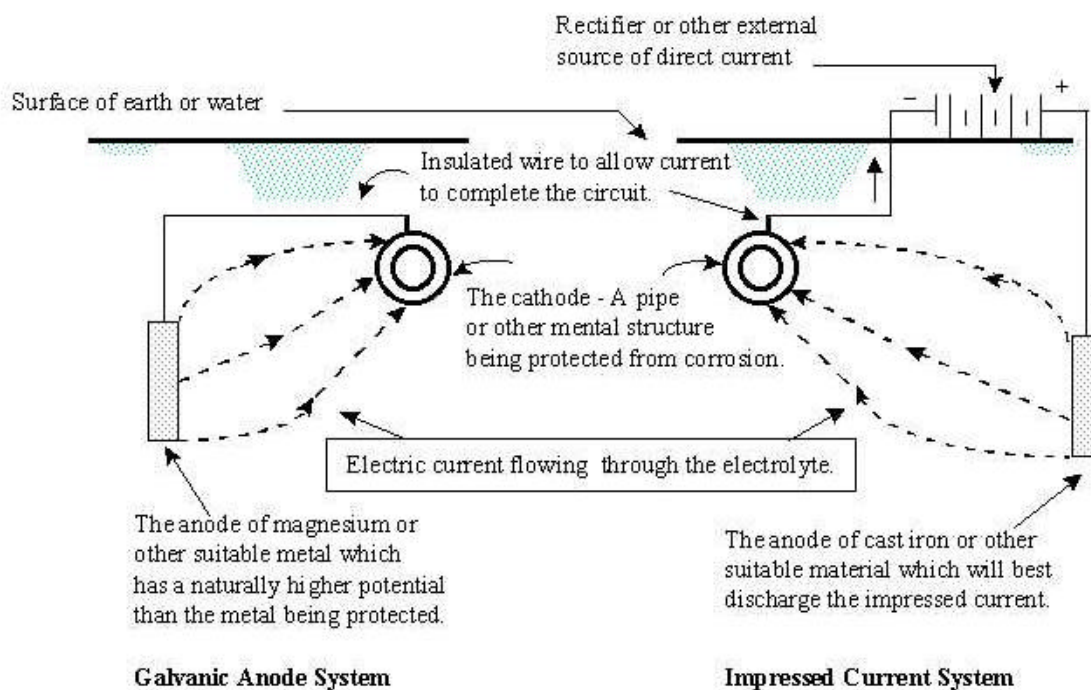 Rectifier or other external
source of direct current
Surface of earth or water
− +
Insulated wire to allow current
to complete the circuit.
The cathode - A pipe
or other mental structure
being protected from corrosion.
Electric current flowing through the electrolyte.
The anode of magnesium or
other suitable metal which
has a naturally higher potential
than the metal being protected.
The anode of cast iron or other
suitable material which will best
discharge the impressed current.
Galvanic Anode System
Impressed Current System